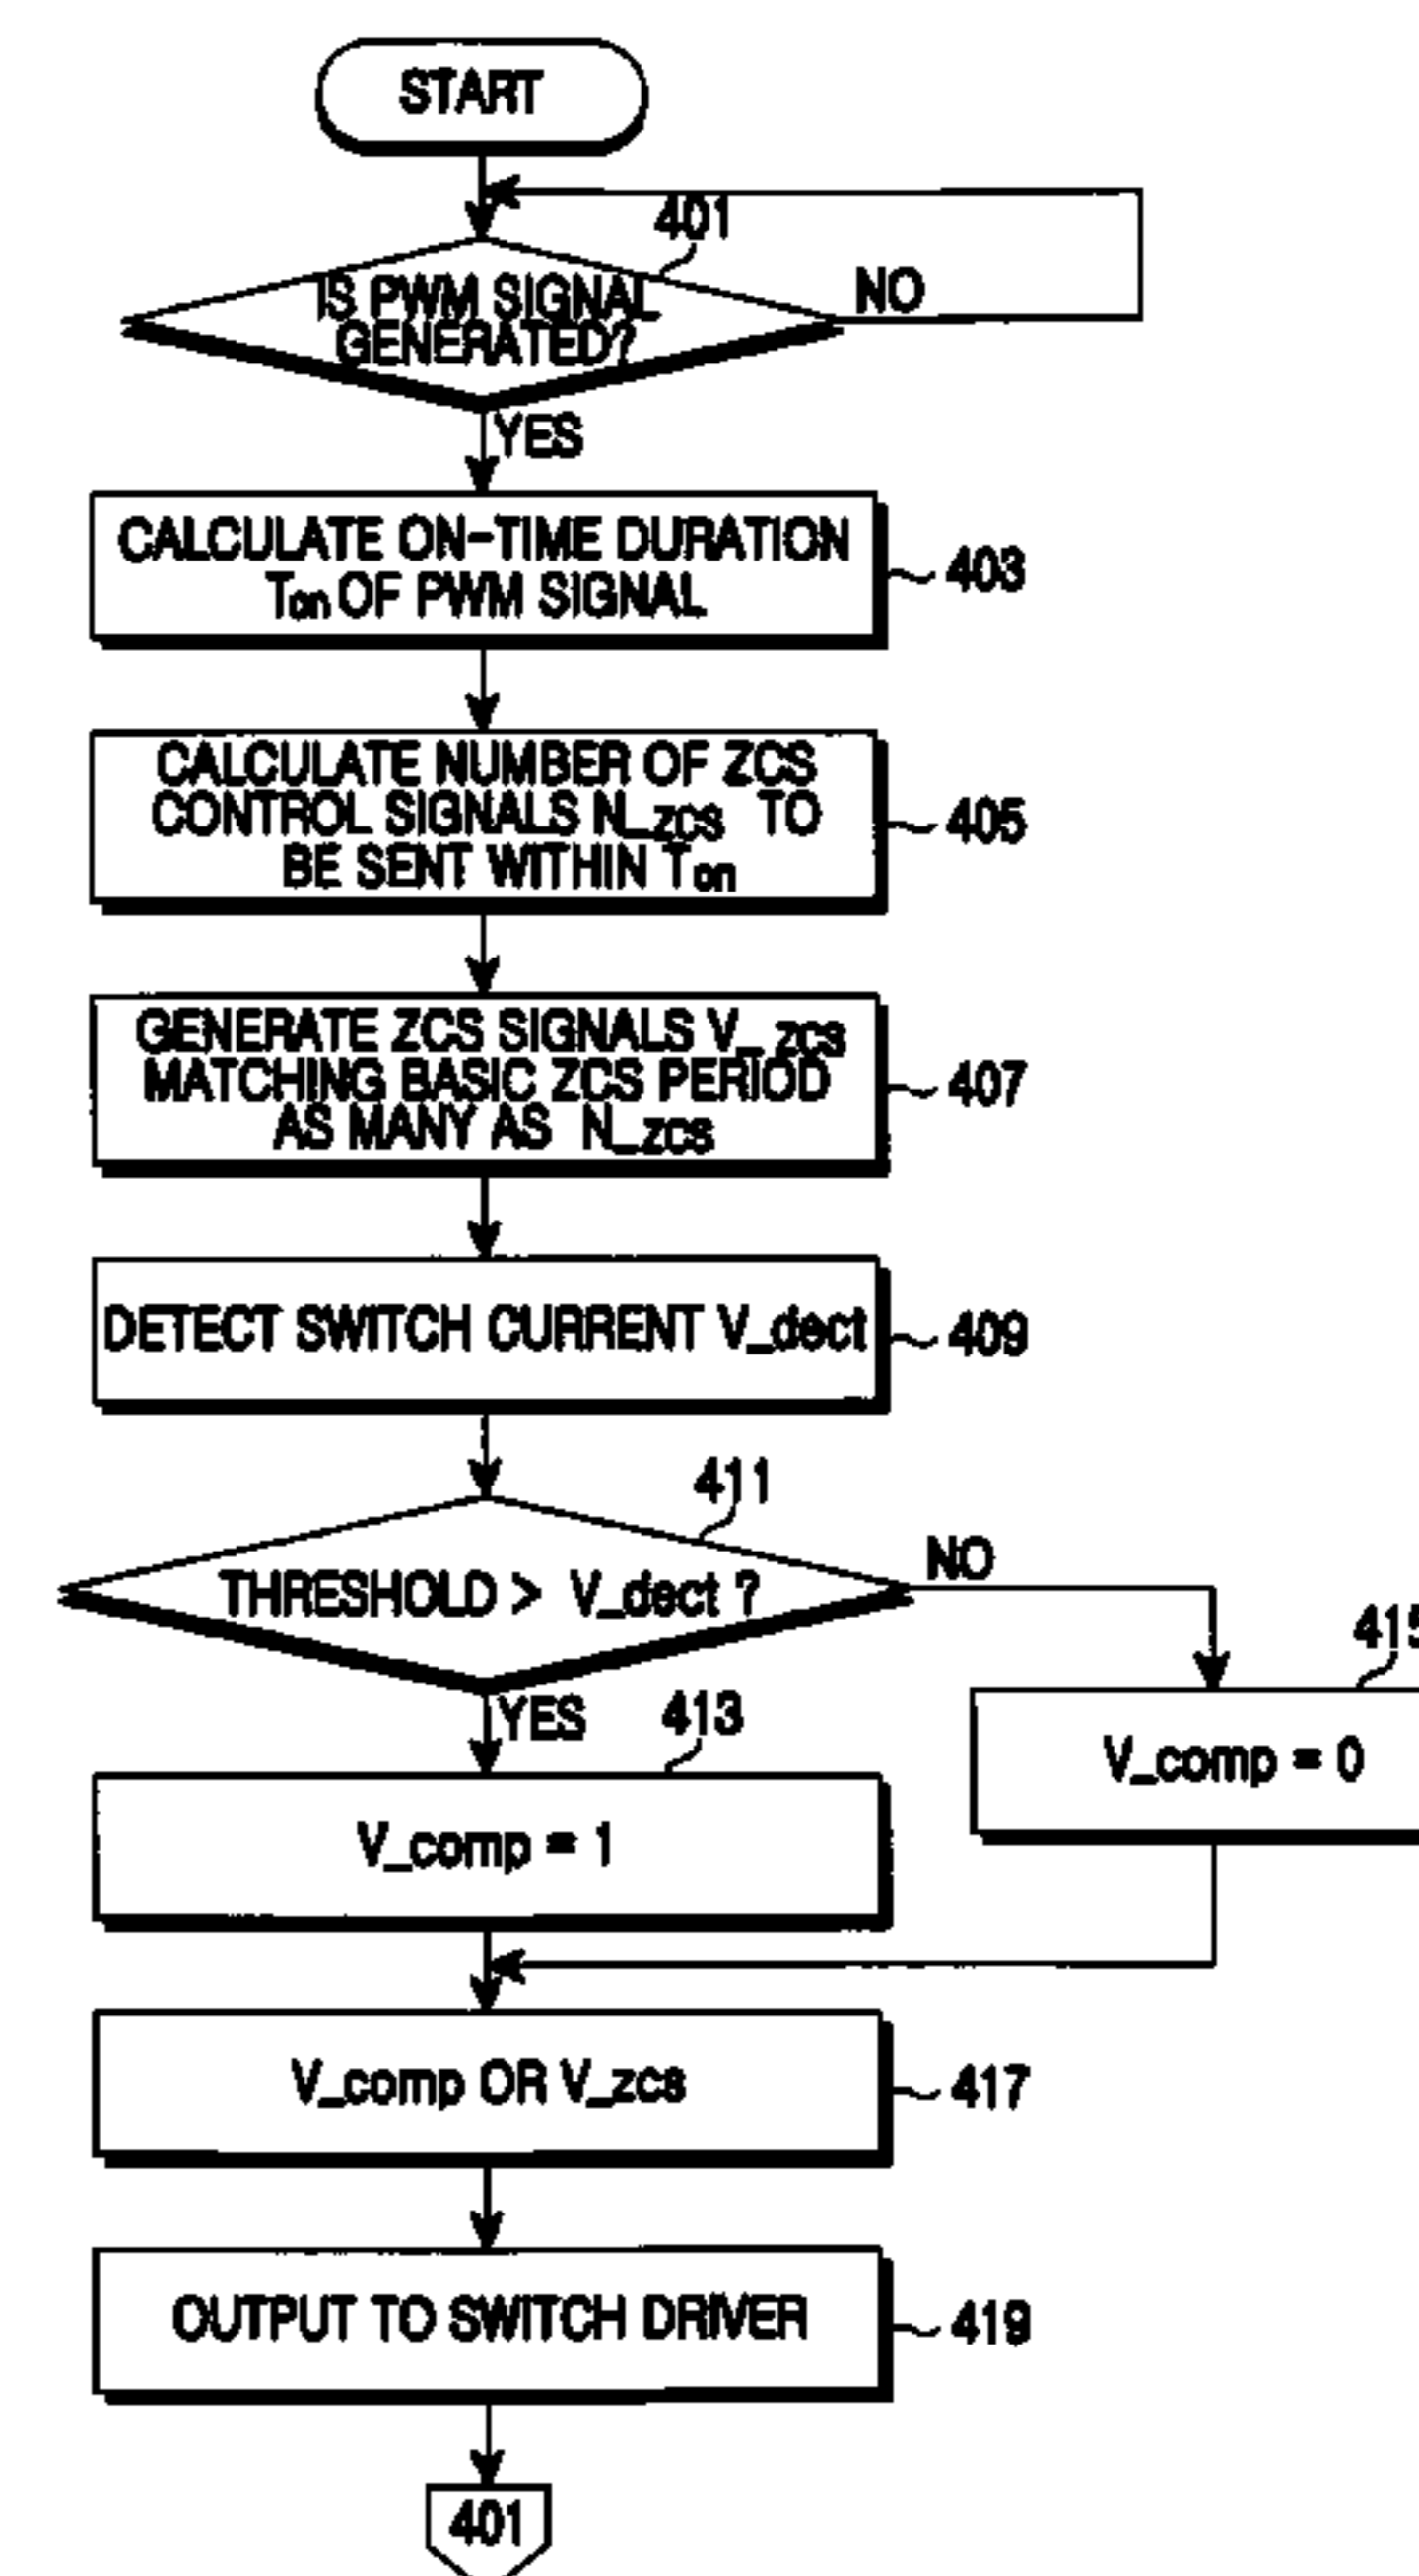 START
401
IS PWM SIGNAL
GENERATED?
NO
YES
CALCULATE ON-TIME DURATION
Ton OF PWM SIGNAL
403
CALCULATE NUMBER OF ZCS
CONTROL SIGNALS N_ZCS TO
BE SENT WITHIN Ton
405
GENERATE ZCS SIGNALS V_ZCS
MATCHING BASIC ZCS PERIOD
AS MANY AS N_ZCS
407
DETECT SWITCH CURRENT V_dect
409
411
THRESHOLD > V_dect ?
NO
YES
413
415
V_comp = 1
V_comp = 0
V_comp OR V_zcs
417
OUTPUT TO SWITCH DRIVER
419
401